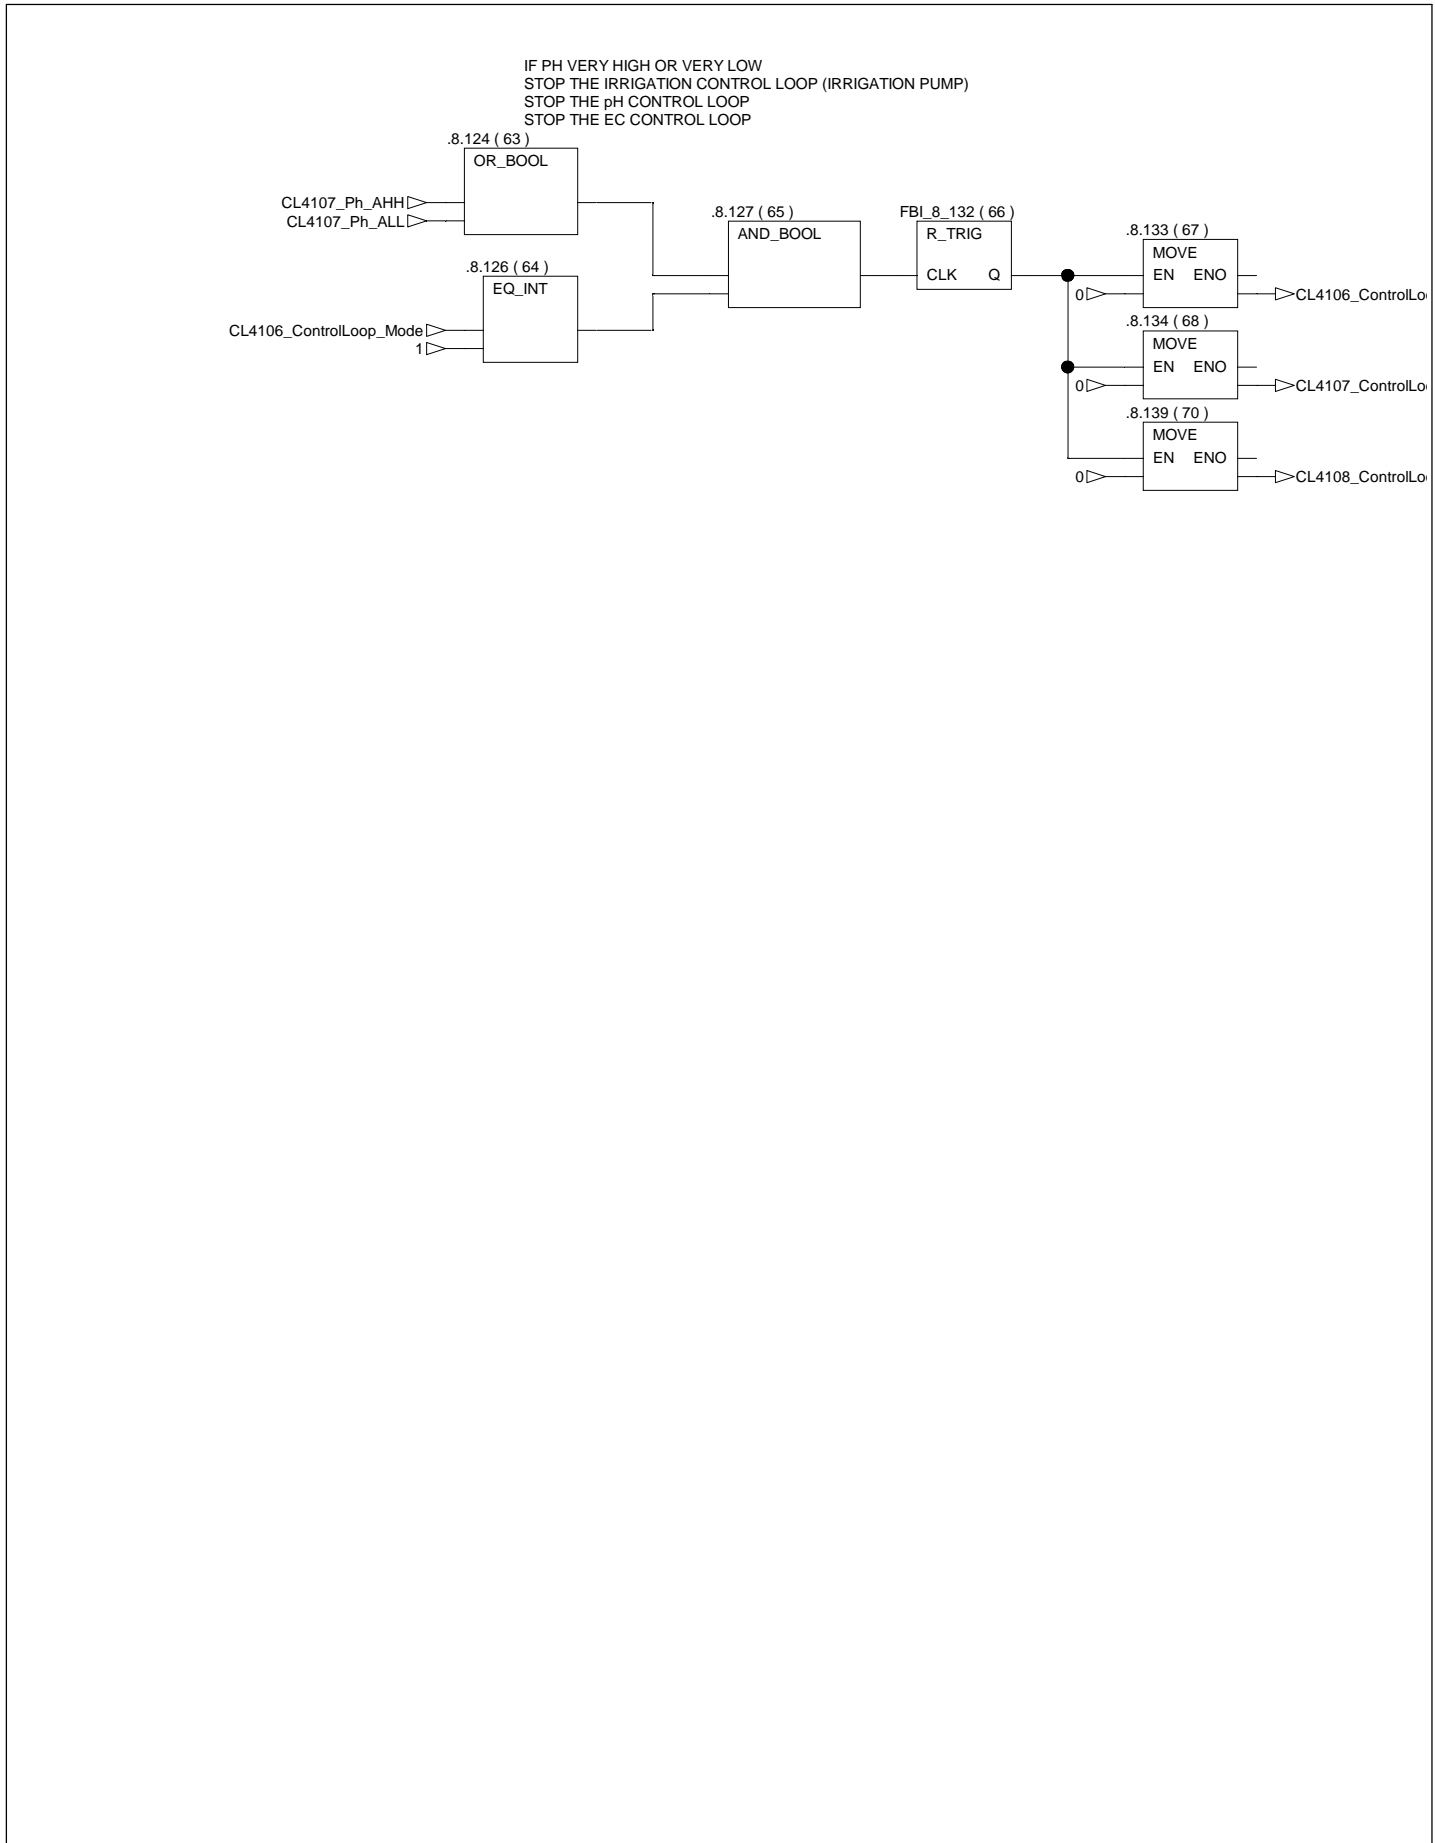 IF PH VERY HIGH OR VERY LOW
STOP THE IRRIGATION CONTROL LOOP (IRRIGATION PUMP)
STOP THE pH CONTROL LOOP
STOP THE EC CONTROL LOOP
.8.124 ( 63 )
OR_BOOL
CL4107_Ph_AHH
CL4107_Ph_ALL
.8.126 ( 64 )
EQ_INT
CL4106_ControlLoop_Mode
1
.8.127 ( 65 )
AND_BOOL
FBI_8_132 ( 66 )
R_TRIG
CLK Q
.8.133 ( 67 )
MOVE
EN ENO
0
CL4106_ControlLo
.8.134 ( 68 )
MOVE
EN ENO
0
CL4107_ControlLo
.8.139 ( 70 )
MOVE
EN ENO
0
CL4108_ControlLo